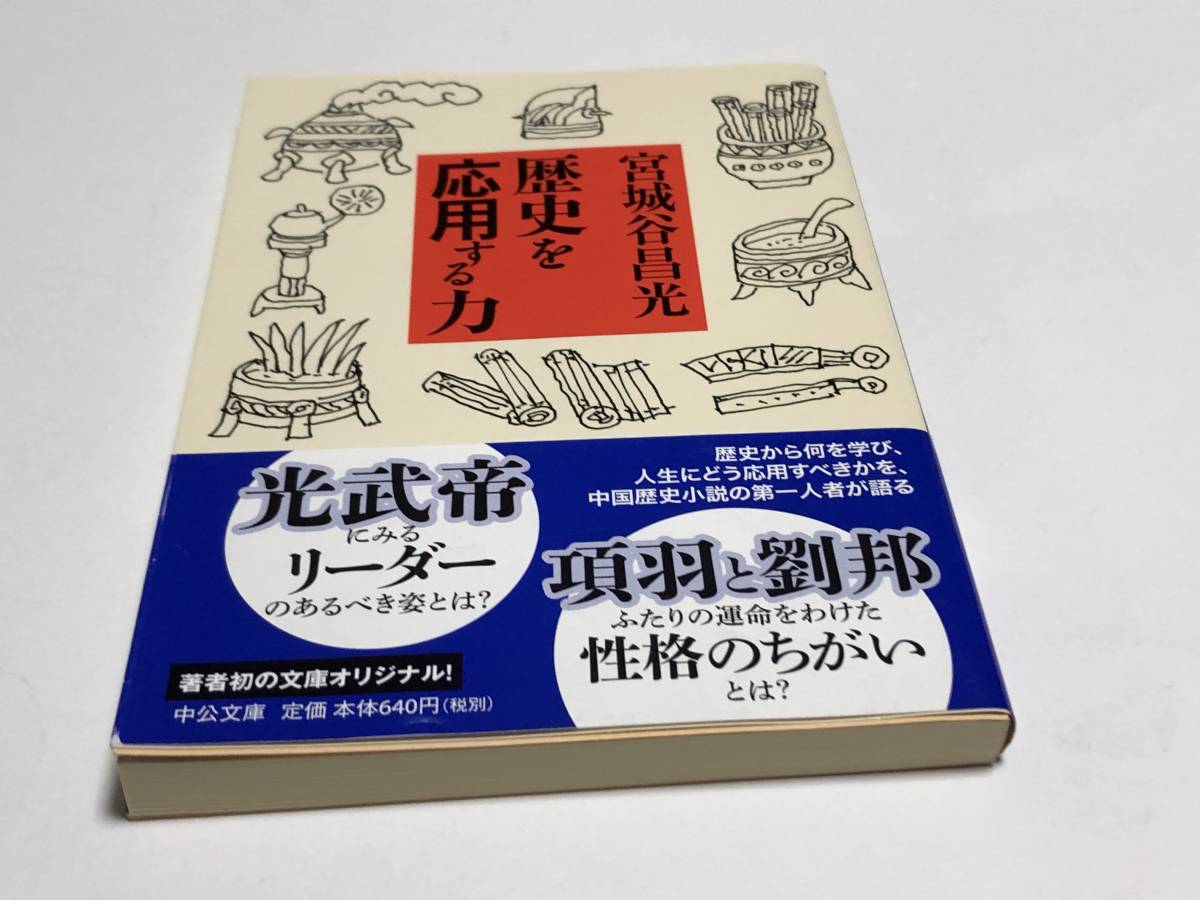 宮城谷昌光
歴史を
応用する力
歴史から何を学び、
人生にどう応用すべきかを、
中国歴史小説の第一人者が語る
光武帝
にみる
リーダー
のあるべき姿とは?
項羽と劉邦
ふたりの運命をわけた
性格のちがい
とは?
著者初の文庫オリジナル!
中公文庫 定価 本体640円(税別)